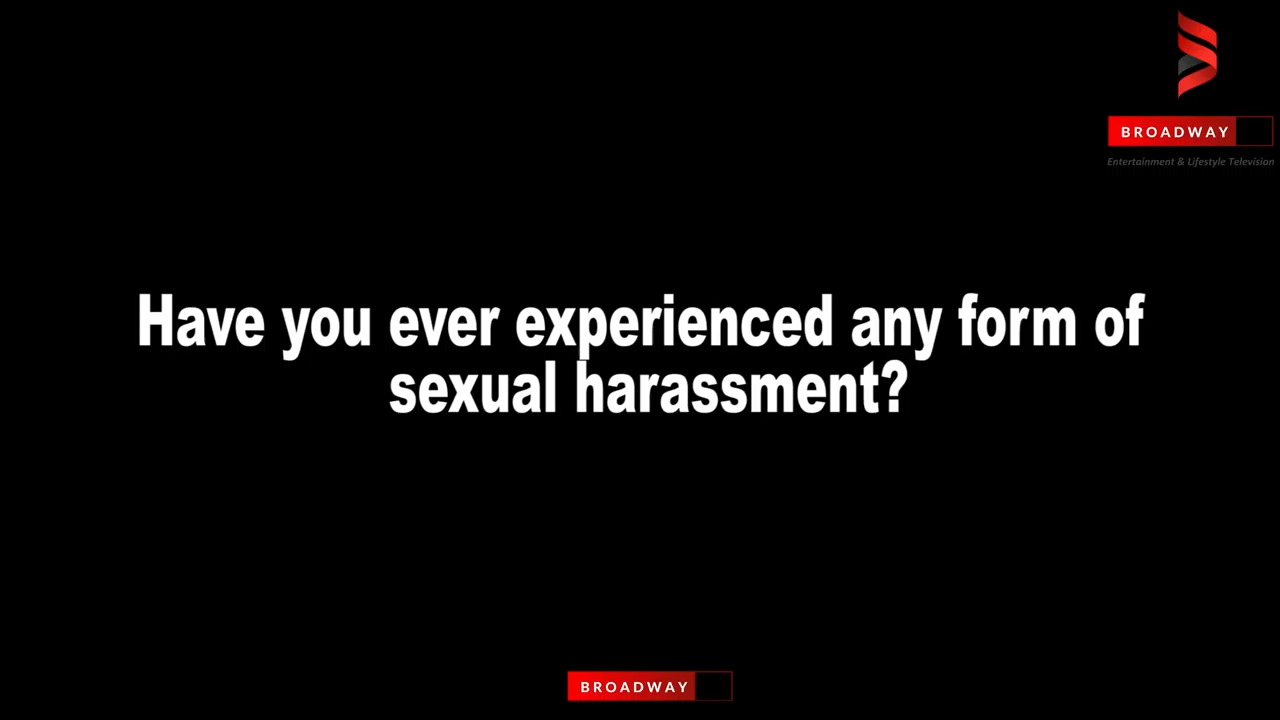 BROADWAY
Entertainment & Lifestyle Television
Have you ever experienced any form of
sexual harassment?
BROADWAY